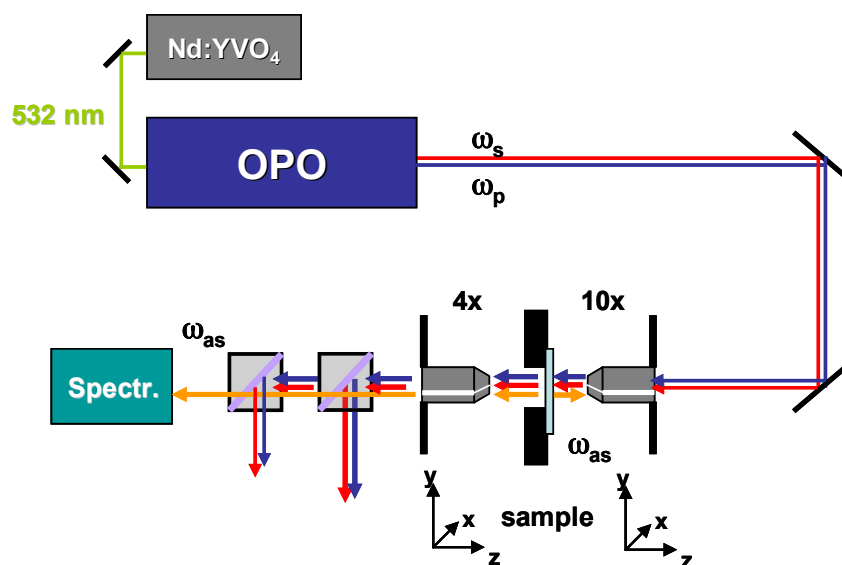 Nd:YVO₄
532 nm
OPO
ωs
ωp
4x
10x
ωas
Spectr.
ωas
y
x
z
sample
y
x
z